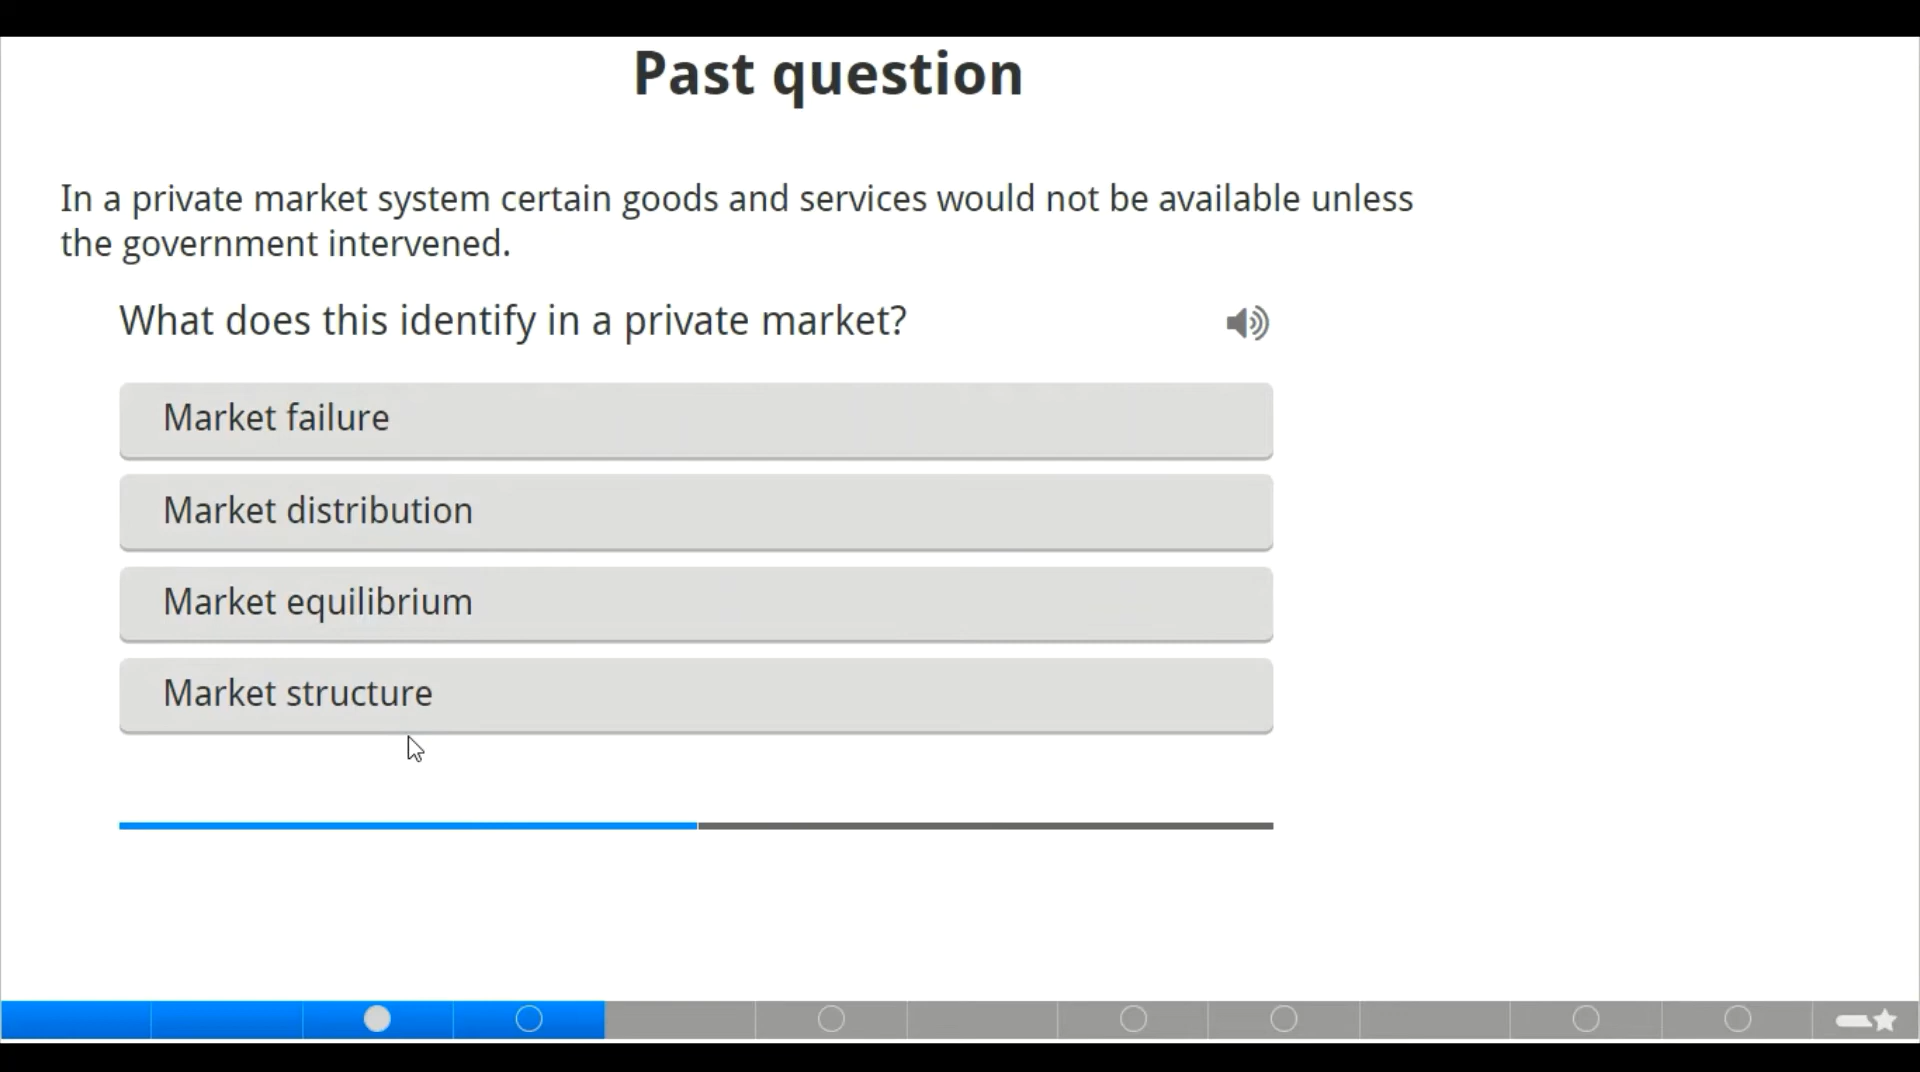 Past question
In a private market system certain goods and services would not be available unless
the government intervened.
What does this identify in a private market?
Market failure
Market distribution
Market equilibrium
Market structure